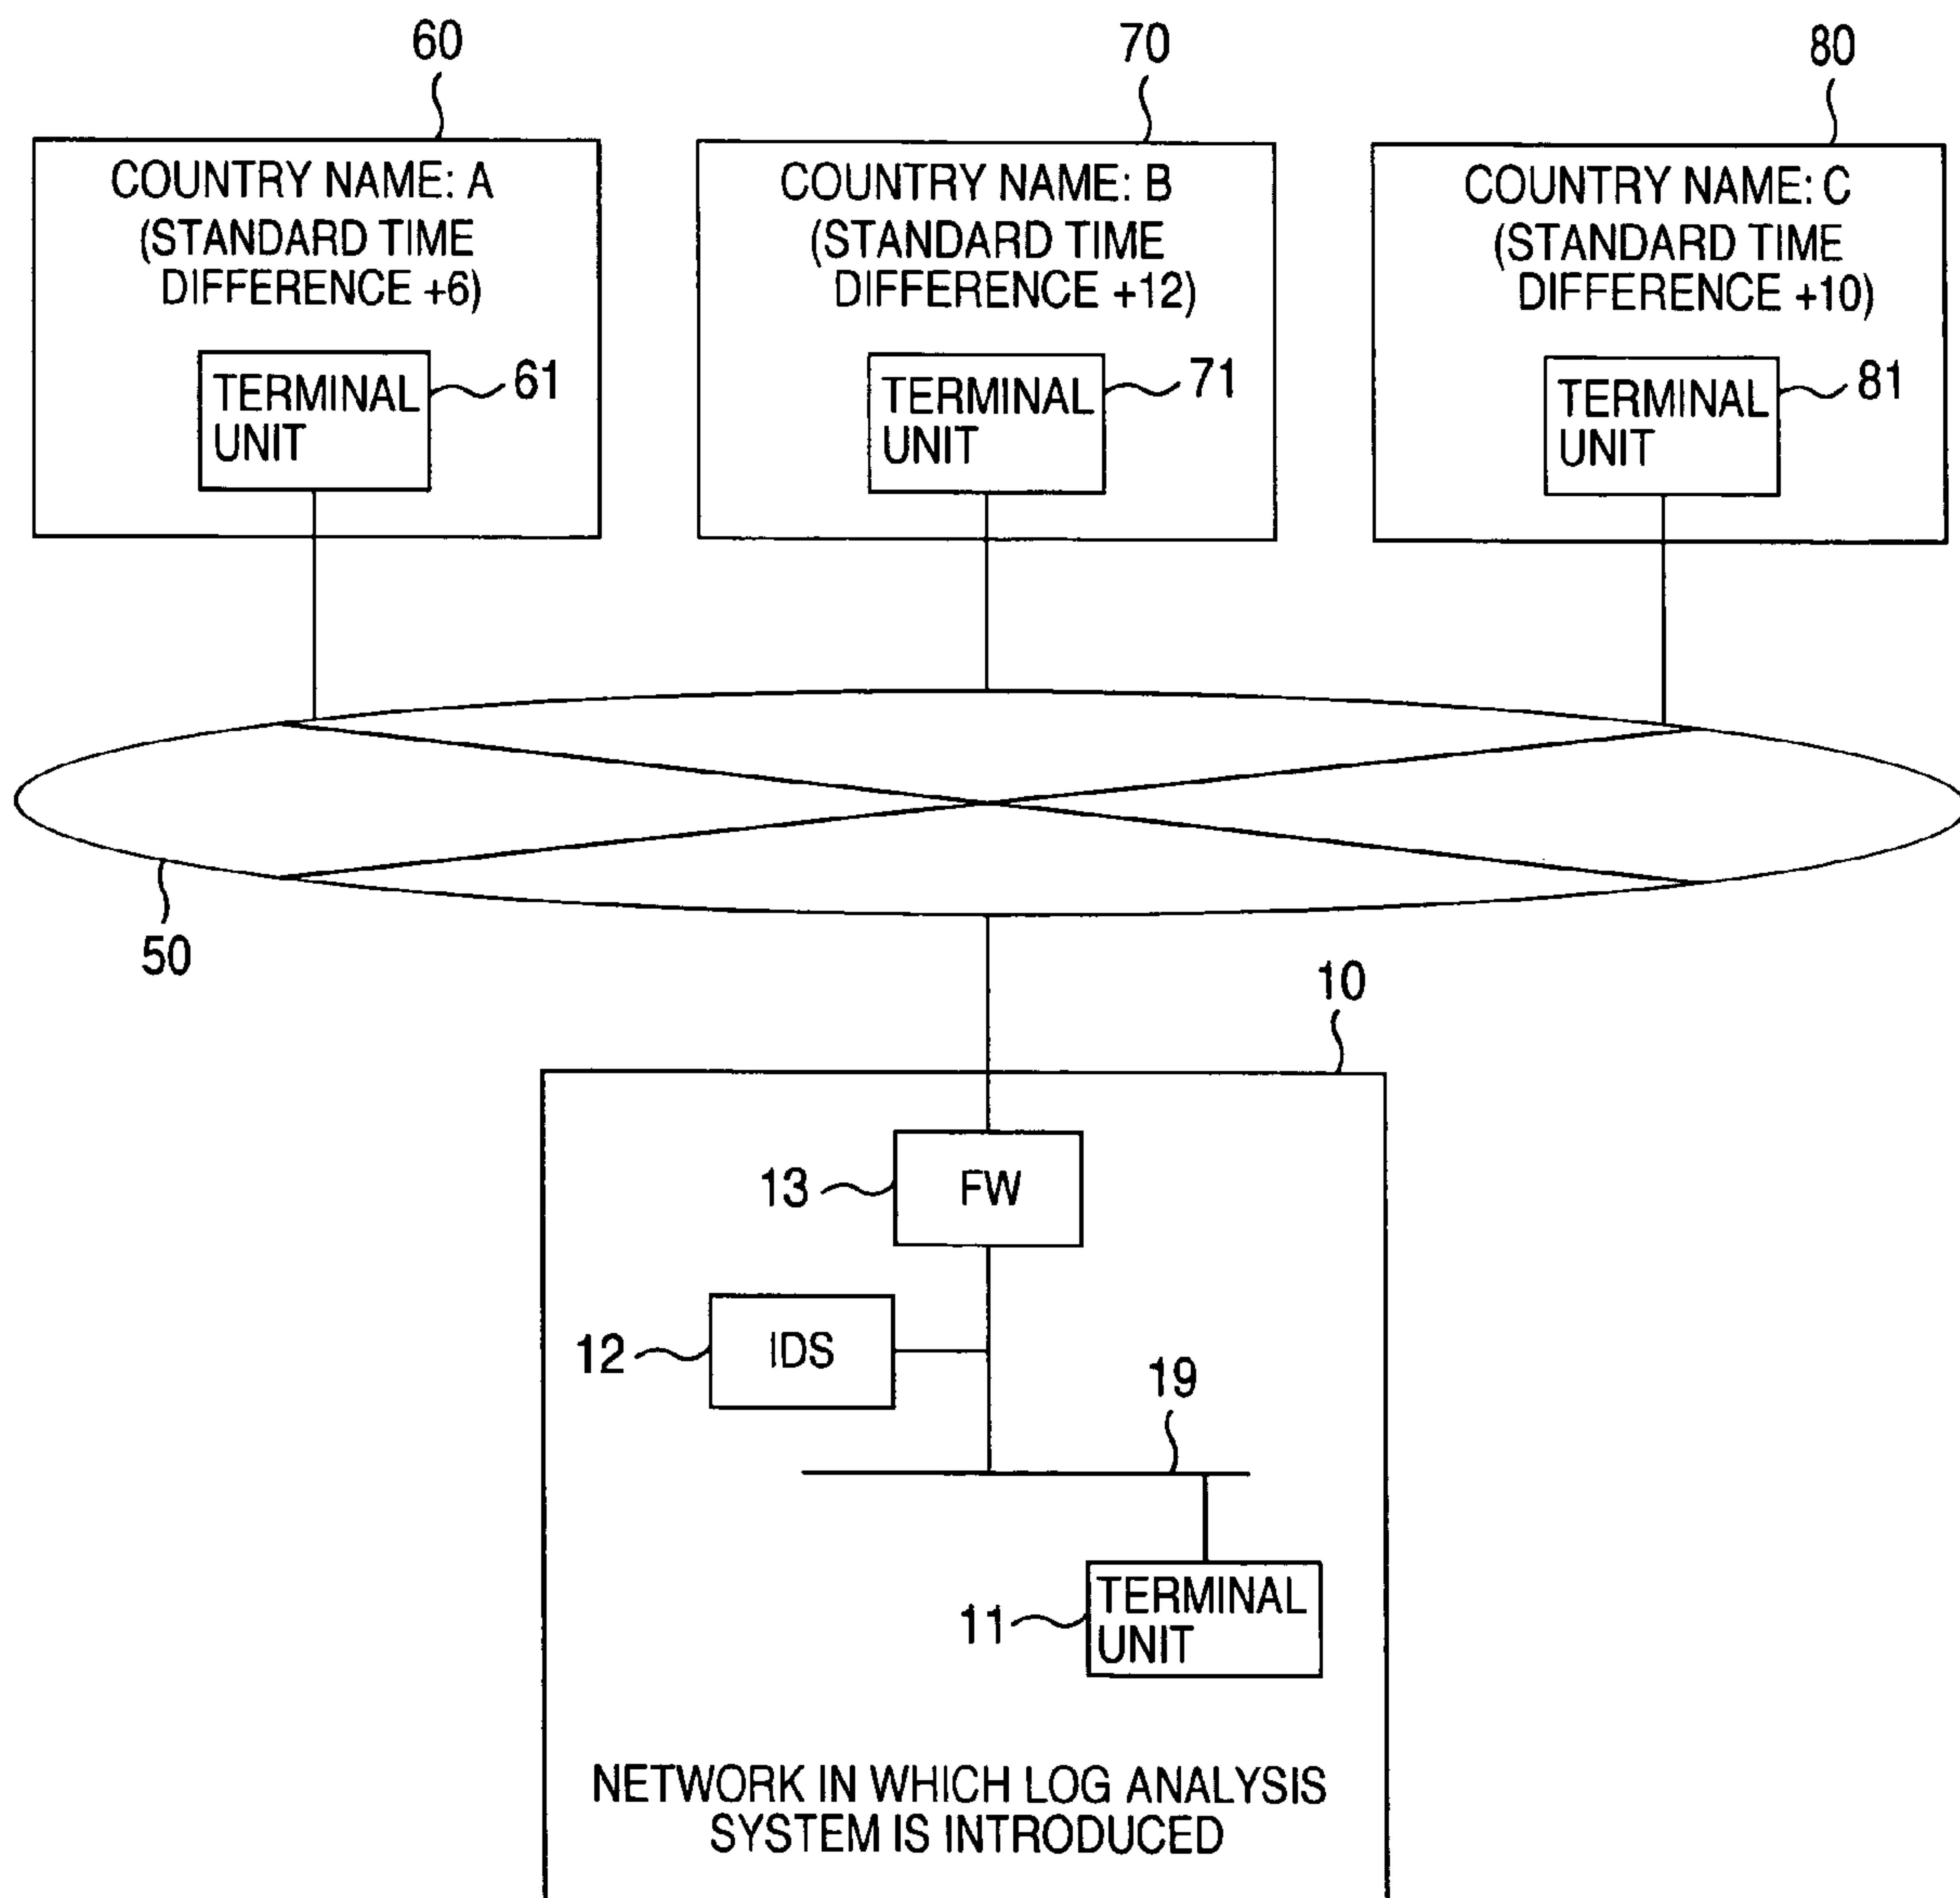 60
70
80
COUNTRY NAME: A
(STANDARD TIME
DIFFERENCE +6)
TERMINAL
UNIT
61
COUNTRY NAME: B
(STANDARD TIME
DIFFERENCE +12)
TERMINAL
UNIT
71
COUNTRY NAME: C
(STANDARD TIME
DIFFERENCE +10)
TERMINAL
UNIT
81
50
10
13
FW
12
IDS
19
11
TERMINAL
UNIT
NETWORK IN WHICH LOG ANALYSIS
SYSTEM IS INTRODUCED